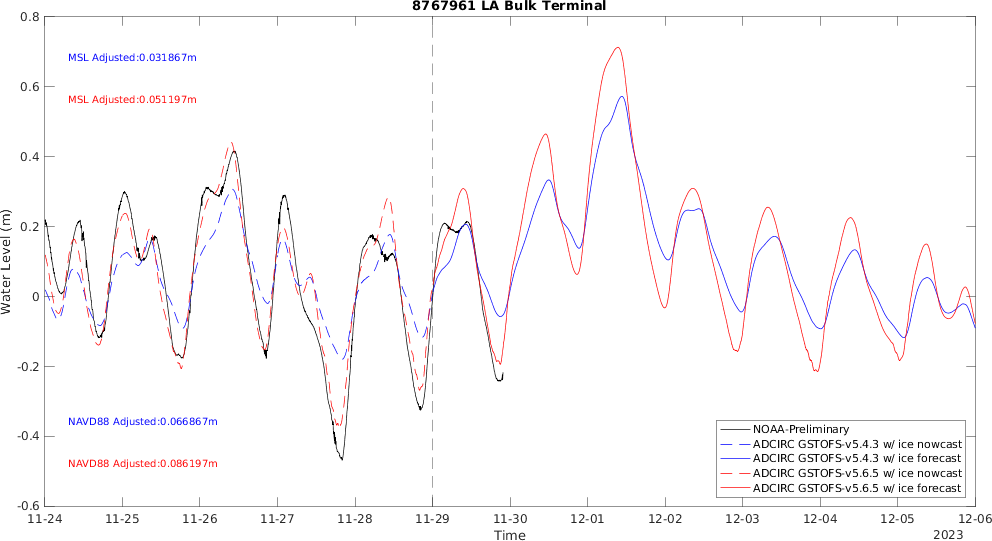 8767961 LA Bulk Terminal
0.8
0.6
0.4
0.2
0
-0.2
-0.4
-0.6
Water Level (m)
MSL Adjusted:0.031867m
MSL Adjusted:0.051197m
NAVD88 Adjusted:0.066867m
NAVD88 Adjusted:0.086197m
NOAA-Preliminary
ADCIRC GSTOFS-v5.4.3 w/ ice nowcast
ADCIRC GSTOFS-v5.4.3 w/ ice forecast
ADCIRC GSTOFS-v5.6.5 w/ ice nowcast
ADCIRC GSTOFS-v5.6.5 w/ ice forecast
11-24 11-25 11-26 11-27 11-28 11-29 11-30 12-01 12-02 12-03 12-04 12-05 12-06
Time
2023